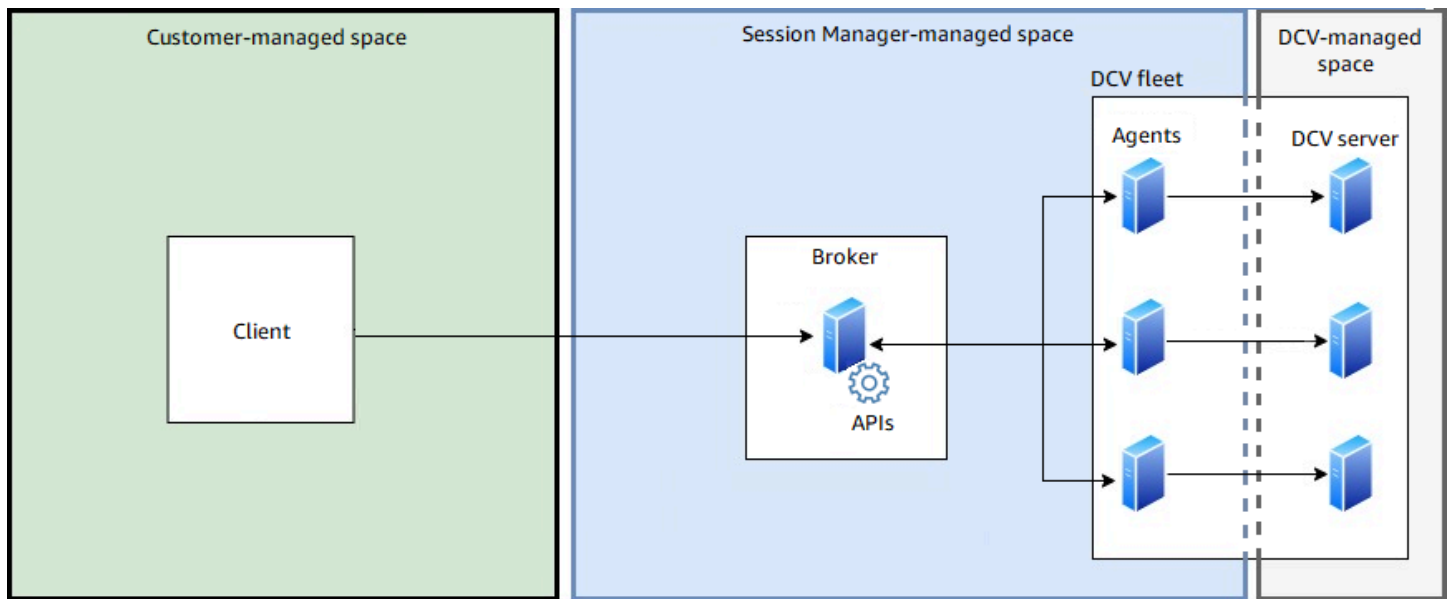 Customer-managed space
Session Manager-managed space
DCV-managed
space
DCV fleet
Agents
DCV server
Broker
Client
APIs